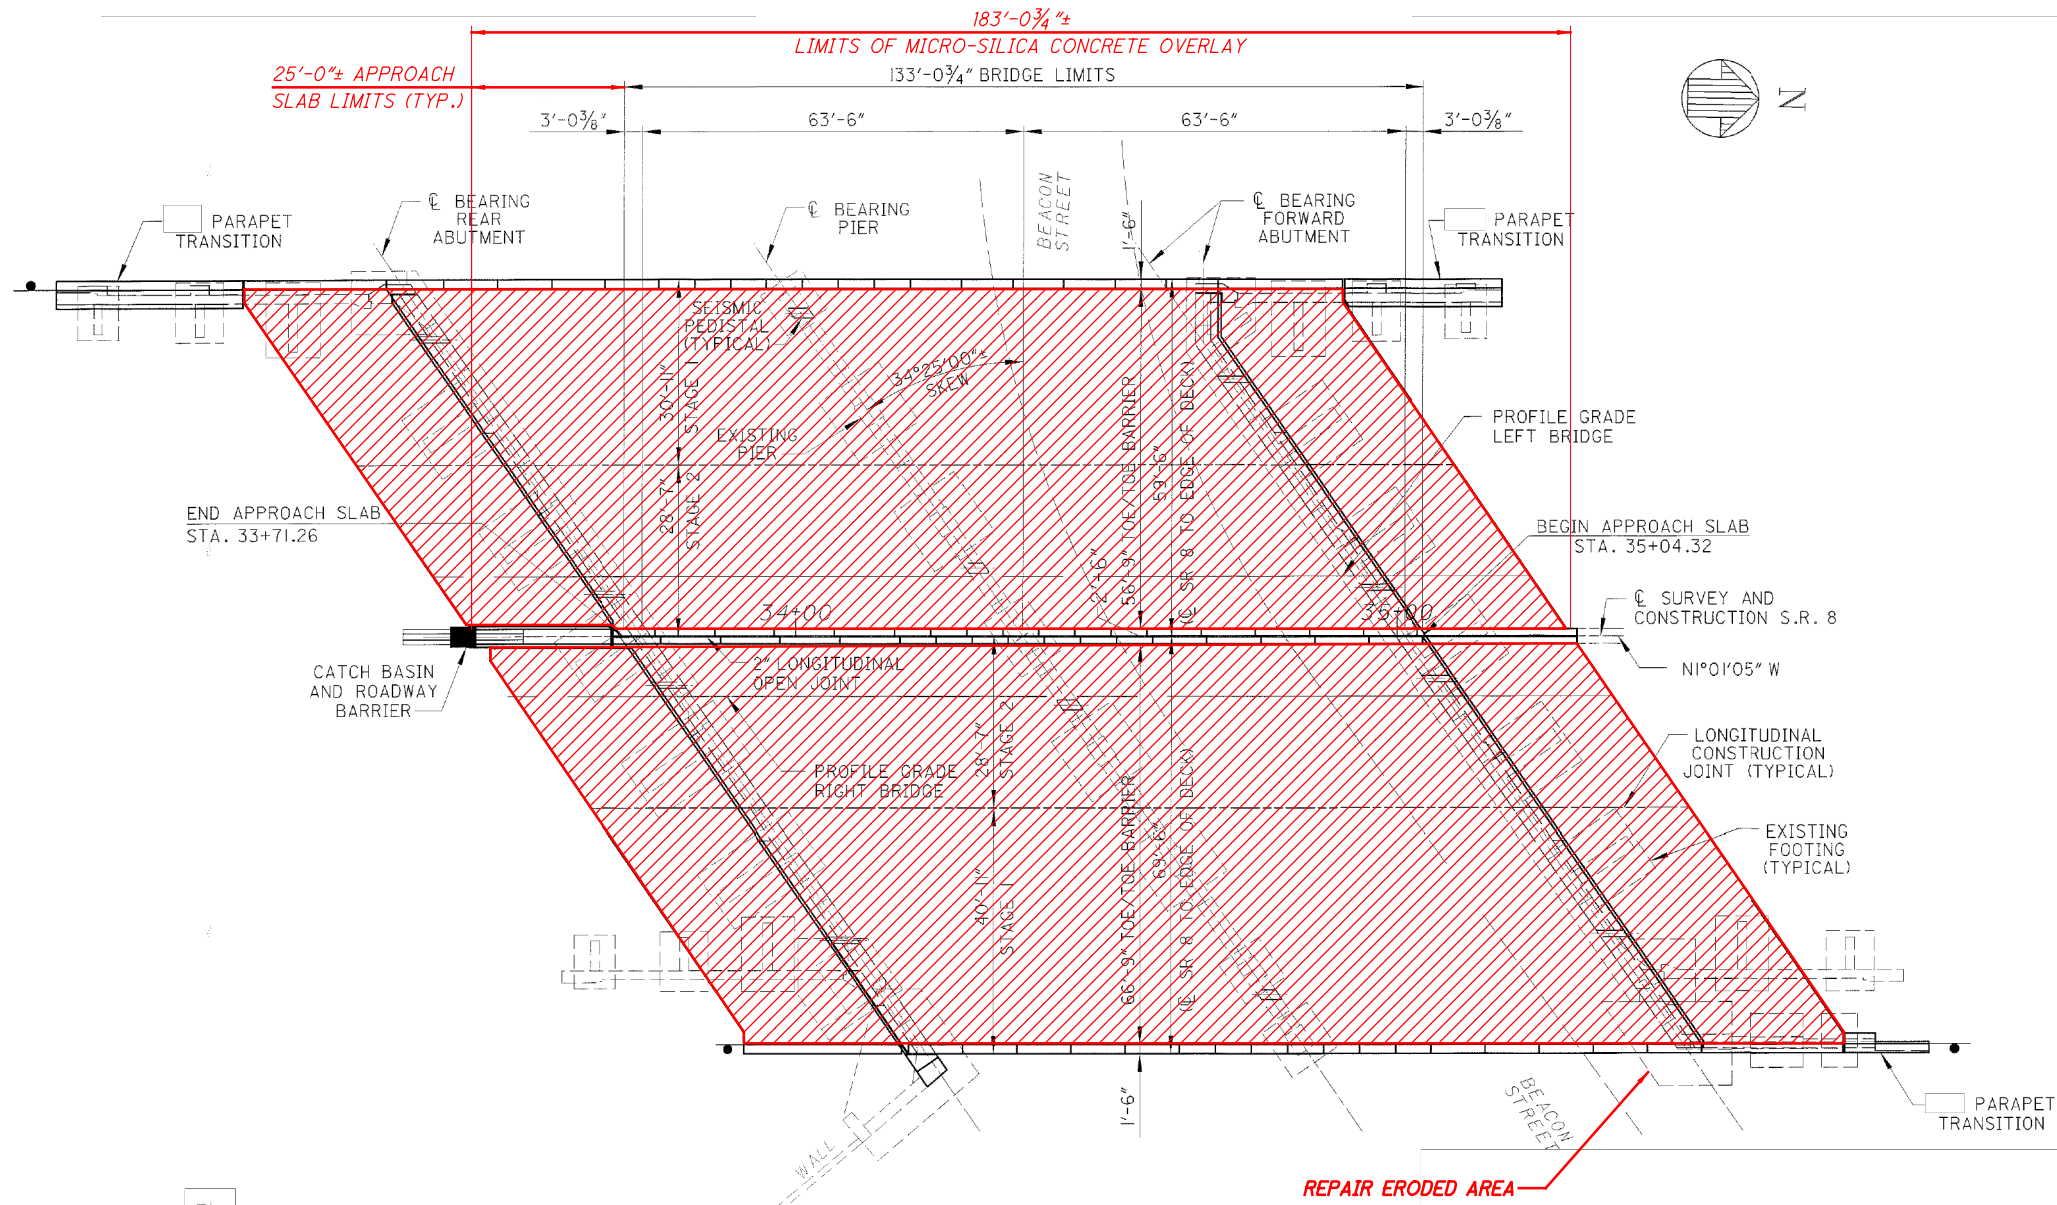 183'-0¾"±
LIMITS OF MICRO-SILICA CONCRETE OVERLAY
25'-0"± APPROACH
SLAB LIMITS (TYP.)
133'-0¾" BRIDGE LIMITS
3'-0⅜"
63'-6"
63'-6"
3'-0⅜"
N
PARAPET
TRANSITION
℄ BEARING
REAR
ABUTMENT
℄ BEARING
PIER
BEACON
STREET
1'-6"
℄ BEARING
FORWARD
ABUTMENT
PARAPET
TRANSITION
SEISMIC
PEDISTAL
(TYPICAL)
34°25'00"±
SKEW
30'-11"
STAGE 1
EXISTING
PIER
28'-7"
STAGE 2
56'-9" TOE/TOE BARRIER
59'-6"
(℄ SR 8 TO EDGE OF DECK)
2'-6"
PROFILE GRADE
LEFT BRIDGE
END APPROACH SLAB
STA. 33+71.26
BEGIN APPROACH SLAB
STA. 35+04.32
34+00
35+00
℄ SURVEY AND
CONSTRUCTION S.R. 8
N1°01'05" W
CATCH BASIN
AND ROADWAY
BARRIER
2" LONGITUDINAL
OPEN JOINT
PROFILE GRADE
RIGHT BRIDGE
28'-7"
STAGE 2
40'-11"
STAGE 1
66'-9" TOE/TOE BARRIER
69'-6"
(℄ SR 8 TO EDGE OF DECK)
LONGITUDINAL
CONSTRUCTION
JOINT (TYPICAL)
EXISTING
FOOTING
(TYPICAL)
1'-6"
BEACON
STREET
WALL
PARAPET
TRANSITION
REPAIR ERODED AREA